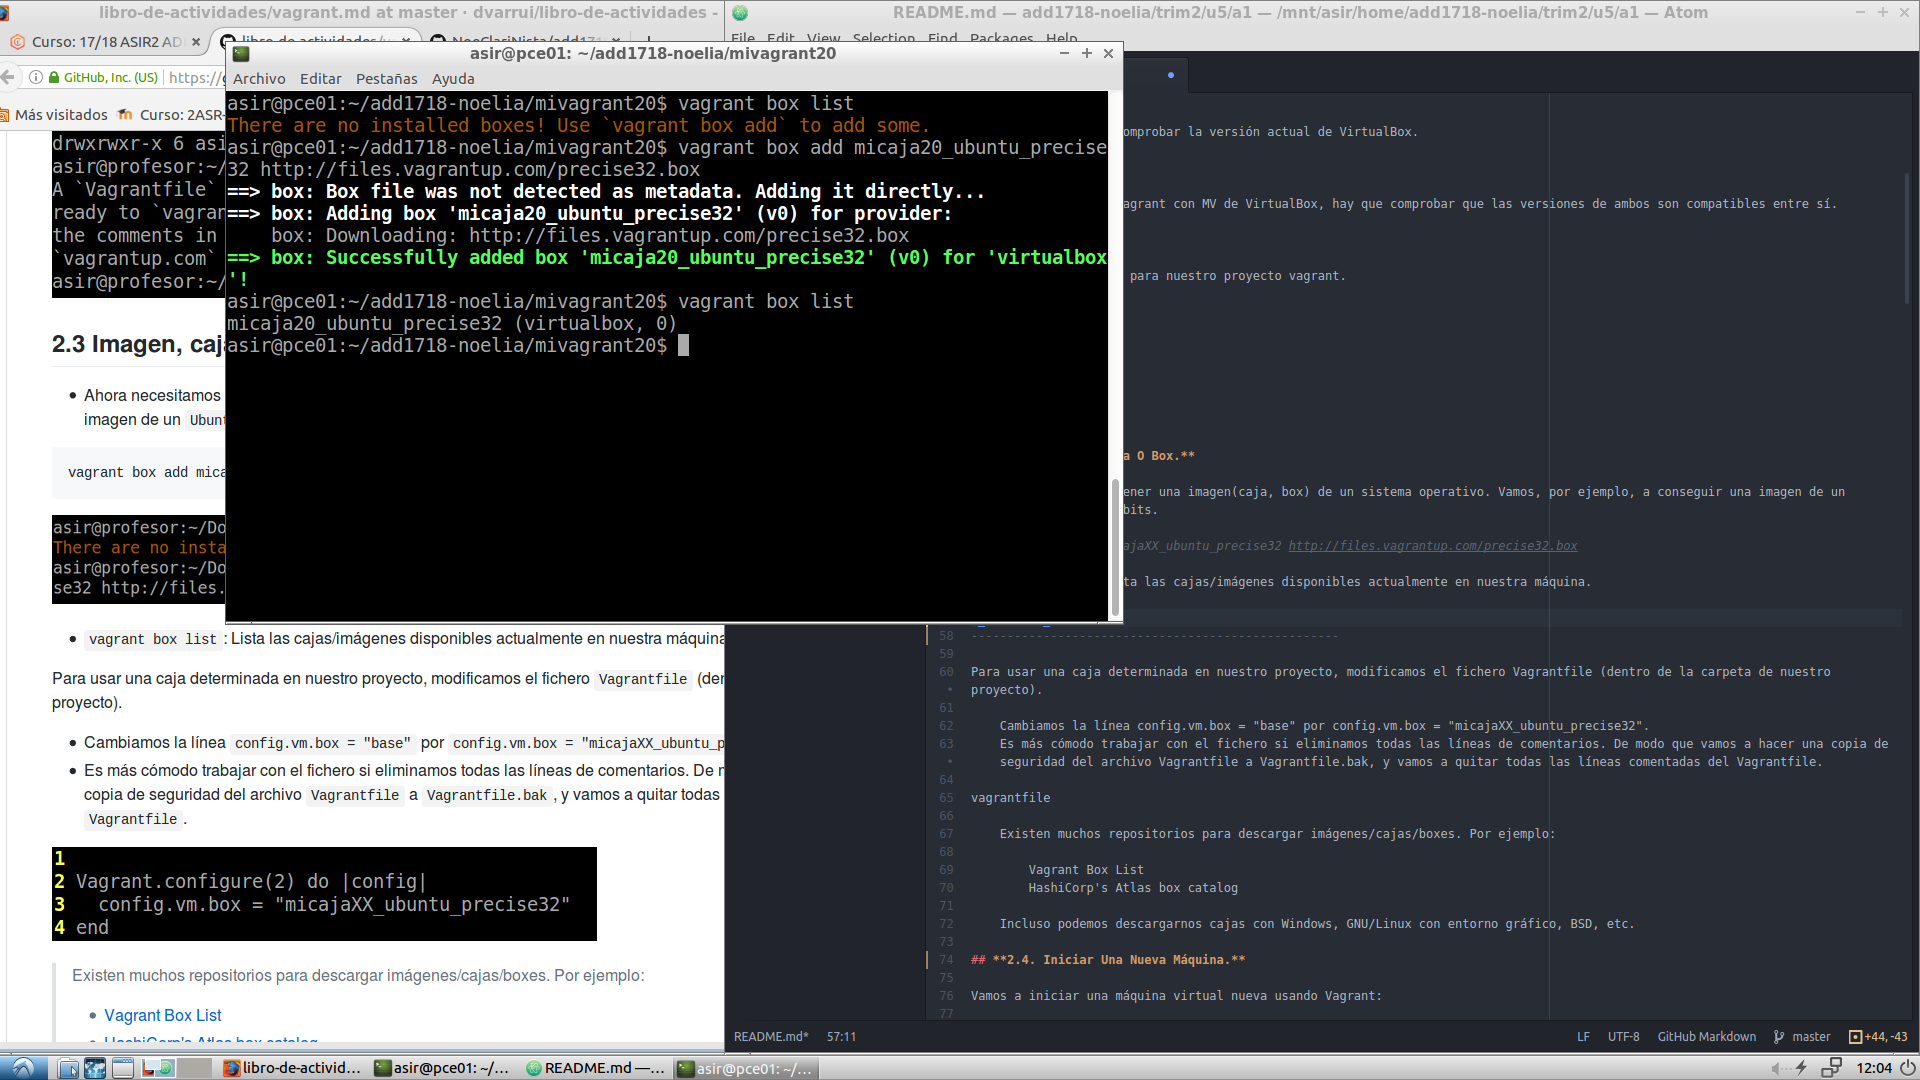 libro-de-actividades/vagrant.md at master · dvarrui/libro-de-actividades -
README.md — add1718-noelia/trim2/u5/a1 — /mnt/asir/home/add1718-noelia/trim2/u5/a1 — Atom
Curso: 17/18 ASIR2 AD
File Edit View Selection Find Packages Help
GitHub, Inc. (US)
https://g
Más visitados
Curso: 2ASR-
drwxrwxr-x 6 asi
asir@profesor:~/
A `Vagrantfile`
ready to `vagran
the comments in
`vagrantup.com`
asir@profesor:~/
2.3 Imagen, caj
Ahora necesitamos
imagen de un Ubunt
vagrant box add mica
asir@profesor:~/Do
There are no insta
asir@profesor:~/Do
se32 http://files.
vagrant box list : Lista las cajas/imágenes disponibles actualmente en nuestra máquina
Para usar una caja determinada en nuestro proyecto, modificamos el fichero Vagrantfile (der
proyecto).
Cambiamos la línea config.vm.box = "base" por config.vm.box = "micajaXX_ubuntu_p
Es más cómodo trabajar con el fichero si eliminamos todas las líneas de comentarios. De m
copia de seguridad del archivo Vagrantfile a Vagrantfile.bak , y vamos a quitar todas
Vagrantfile .
1
2 Vagrant.configure(2) do |config|
3 config.vm.box = "micajaXX_ubuntu_precise32"
4 end
Existen muchos repositorios para descargar imágenes/cajas/boxes. Por ejemplo:
Vagrant Box List
HashiCorp's Atlas box catalog
asir@pce01: ~/add1718-noelia/mivagrant20
Archivo Editar Pestañas Ayuda
asir@pce01:~/add1718-noelia/mivagrant20$ vagrant box list
There are no installed boxes! Use `vagrant box add` to add some.
asir@pce01:~/add1718-noelia/mivagrant20$ vagrant box add micaja20_ubuntu_precise
32 http://files.vagrantup.com/precise32.box
==> box: Box file was not detected as metadata. Adding it directly...
==> box: Adding box 'micaja20_ubuntu_precise32' (v0) for provider:
box: Downloading: http://files.vagrantup.com/precise32.box
==> box: Successfully added box 'micaja20_ubuntu_precise32' (v0) for 'virtualbox
'!
asir@pce01:~/add1718-noelia/mivagrant20$ vagrant box list
micaja20_ubuntu_precise32 (virtualbox, 0)
asir@pce01:~/add1718-noelia/mivagrant20$
omprobar la versión actual de VirtualBox.
agrant con MV de VirtualBox, hay que comprobar que las versiones de ambos son compatibles entre sí.
para nuestro proyecto vagrant.
a O Box.**
ener una imagen(caja, box) de un sistema operativo. Vamos, por ejemplo, a conseguir una imagen de un
bits.
ajaXX_ubuntu_precise32 http://files.vagrantup.com/precise32.box
ta las cajas/imágenes disponibles actualmente en nuestra máquina.
58 ---------------------------------------------------
59
60 Para usar una caja determinada en nuestro proyecto, modificamos el fichero Vagrantfile (dentro de la carpeta de nuestro
• proyecto).
61
62 Cambiamos la línea config.vm.box = "base" por config.vm.box = "micajaXX_ubuntu_precise32".
63 Es más cómodo trabajar con el fichero si eliminamos todas las líneas de comentarios. De modo que vamos a hacer una copia de
• seguridad del archivo Vagrantfile a Vagrantfile.bak, y vamos a quitar todas las líneas comentadas del Vagrantfile.
64
65 vagrantfile
66
67 Existen muchos repositorios para descargar imágenes/cajas/boxes. Por ejemplo:
68
69 Vagrant Box List
70 HashiCorp's Atlas box catalog
71
72 Incluso podemos descargarnos cajas con Windows, GNU/Linux con entorno gráfico, BSD, etc.
73
74 ## **2.4. Iniciar Una Nueva Máquina.**
75
76 Vamos a iniciar una máquina virtual nueva usando Vagrant:
77
README.md* 57:11
LF UTF-8 GitHub Markdown master +44, -43
libro-de-activid...
asir@pce01: ~/...
README.md —...
asir@pce01: ~/...
12:04